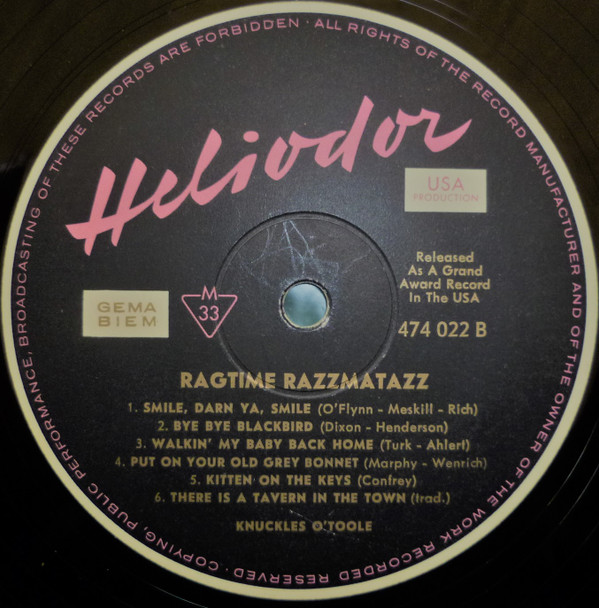 COPYING, PUBLIC PERFORMANCE, BROADCASTING OF THESE RECORDS ARE FORBIDDEN · ALL RIGHTS OF THE RECORD MANUFACTURER AND OF THE OWNER OF THE WORK RECORDED RESERVED ·
Heliodor
USA
PRODUCTION
Released
As A Grand
Award Record
In The USA
GEMA
BIEM
M
33
474 022 B
RAGTIME RAZZMATAZZ
1. SMILE, DARN YA, SMILE (O'Flynn - Meskill - Rich)
2. BYE BYE BLACKBIRD (Dixon - Henderson)
3. WALKIN' MY BABY BACK HOME (Turk - Ahlert)
4. PUT ON YOUR OLD GREY BONNET (Marphy - Wenrich)
5. KITTEN ON THE KEYS (Confrey)
6. THERE IS A TAVERN IN THE TOWN (trad.)
KNUCKLES O'TOOLE